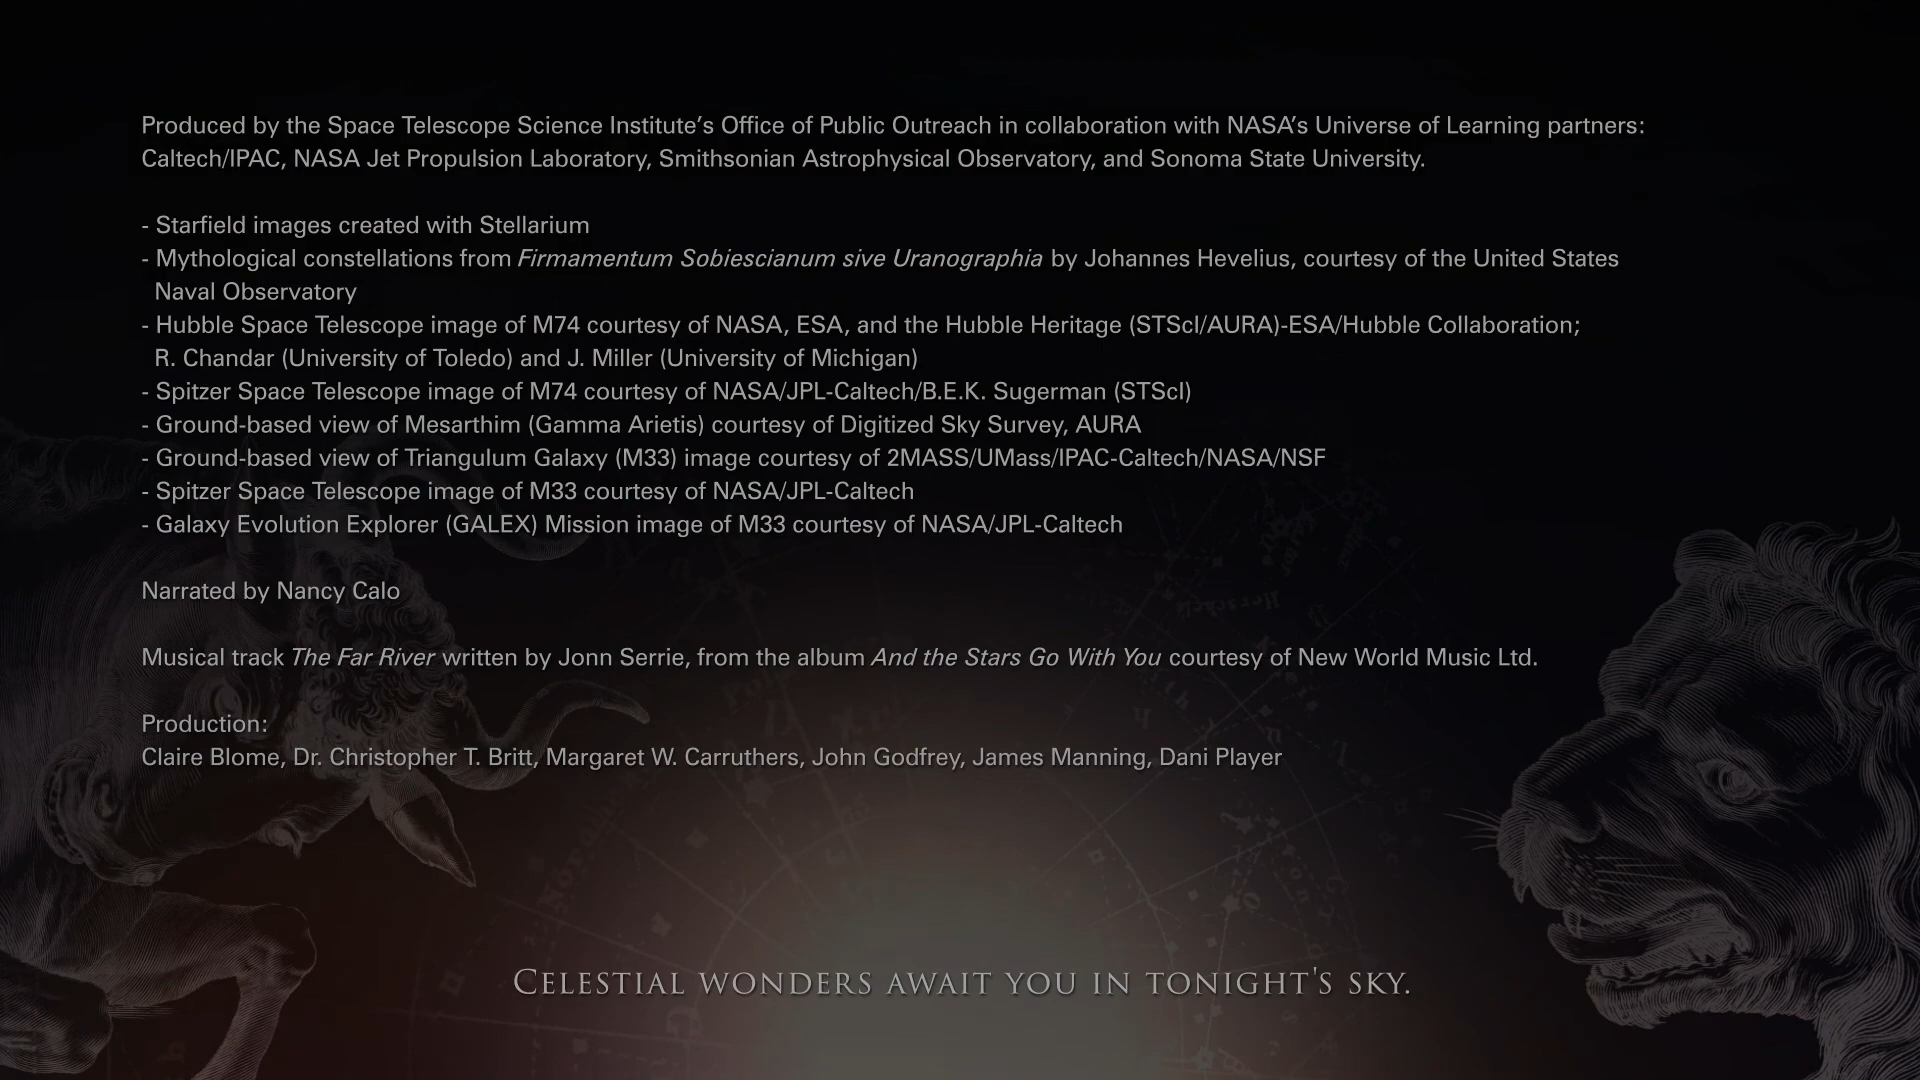 Produced by the Space Telescope Science Institute’s Office of Public Outreach in collaboration with NASA’s Universe of Learning partners:
Caltech/IPAC, NASA Jet Propulsion Laboratory, Smithsonian Astrophysical Observatory, and Sonoma State University.
- Starfield images created with Stellarium
- Mythological constellations from Firmamentum Sobiescianum sive Uranographia by Johannes Hevelius, courtesy of the United States
Naval Observatory
- Hubble Space Telescope image of M74 courtesy of NASA, ESA, and the Hubble Heritage (STScI/AURA)-ESA/Hubble Collaboration;
R. Chandar (University of Toledo) and J. Miller (University of Michigan)
- Spitzer Space Telescope image of M74 courtesy of NASA/JPL-Caltech/B.E.K. Sugerman (STScI)
- Ground-based view of Mesarthim (Gamma Arietis) courtesy of Digitized Sky Survey, AURA
- Ground-based view of Triangulum Galaxy (M33) image courtesy of 2MASS/UMass/IPAC-Caltech/NASA/NSF
- Spitzer Space Telescope image of M33 courtesy of NASA/JPL-Caltech
- Galaxy Evolution Explorer (GALEX) Mission image of M33 courtesy of NASA/JPL-Caltech
Narrated by Nancy Calo
Musical track The Far River written by Jonn Serrie, from the album And the Stars Go With You courtesy of New World Music Ltd.
Production:
Claire Blome, Dr. Christopher T. Britt, Margaret W. Carruthers, John Godfrey, James Manning, Dani Player
Celestial wonders await you in tonight's sky.